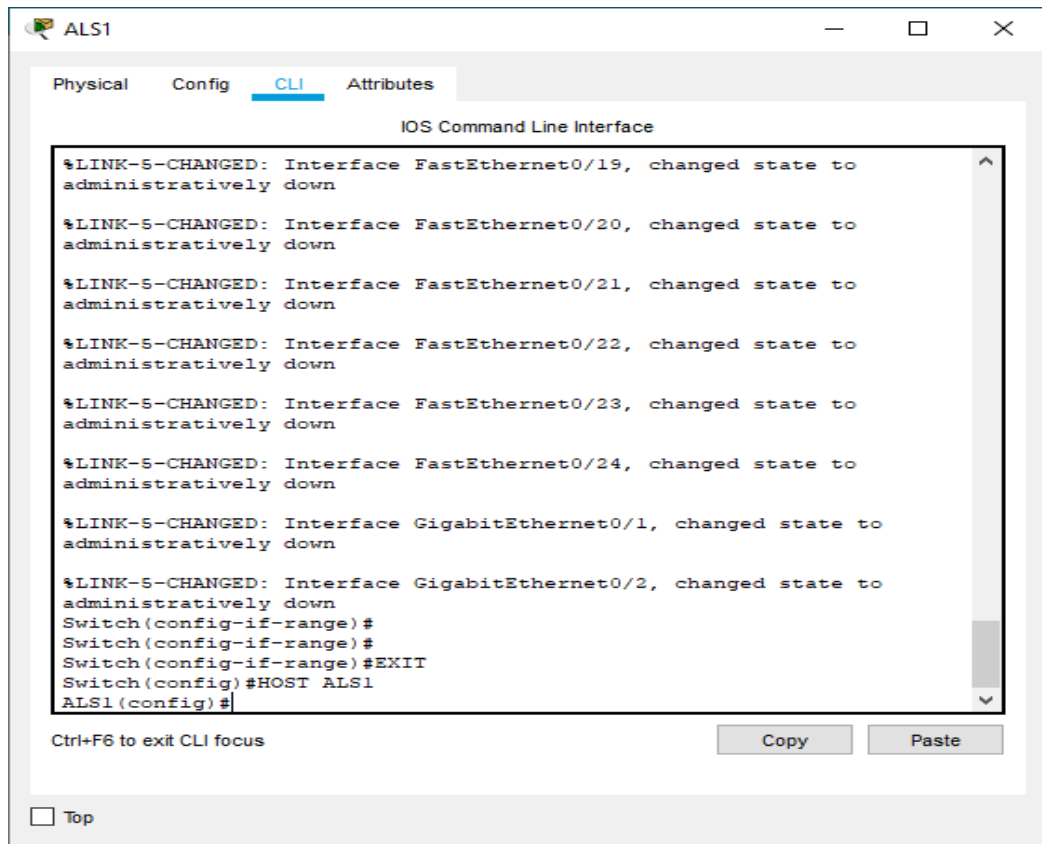 ALS1
Physical Config CLI Attributes
IOS Command Line Interface
%LINK-5-CHANGED: Interface FastEthernet0/19, changed state to
administratively down
%LINK-5-CHANGED: Interface FastEthernet0/20, changed state to
administratively down
%LINK-5-CHANGED: Interface FastEthernet0/21, changed state to
administratively down
%LINK-5-CHANGED: Interface FastEthernet0/22, changed state to
administratively down
%LINK-5-CHANGED: Interface FastEthernet0/23, changed state to
administratively down
%LINK-5-CHANGED: Interface FastEthernet0/24, changed state to
administratively down
%LINK-5-CHANGED: Interface GigabitEthernet0/1, changed state to
administratively down
%LINK-5-CHANGED: Interface GigabitEthernet0/2, changed state to
administratively down
Switch(config-if-range)#
Switch(config-if-range)#
Switch(config-if-range)#EXIT
Switch(config)#HOST ALS1
ALS1(config)#
Ctrl+F6 to exit CLI focus
Copy Paste
Top